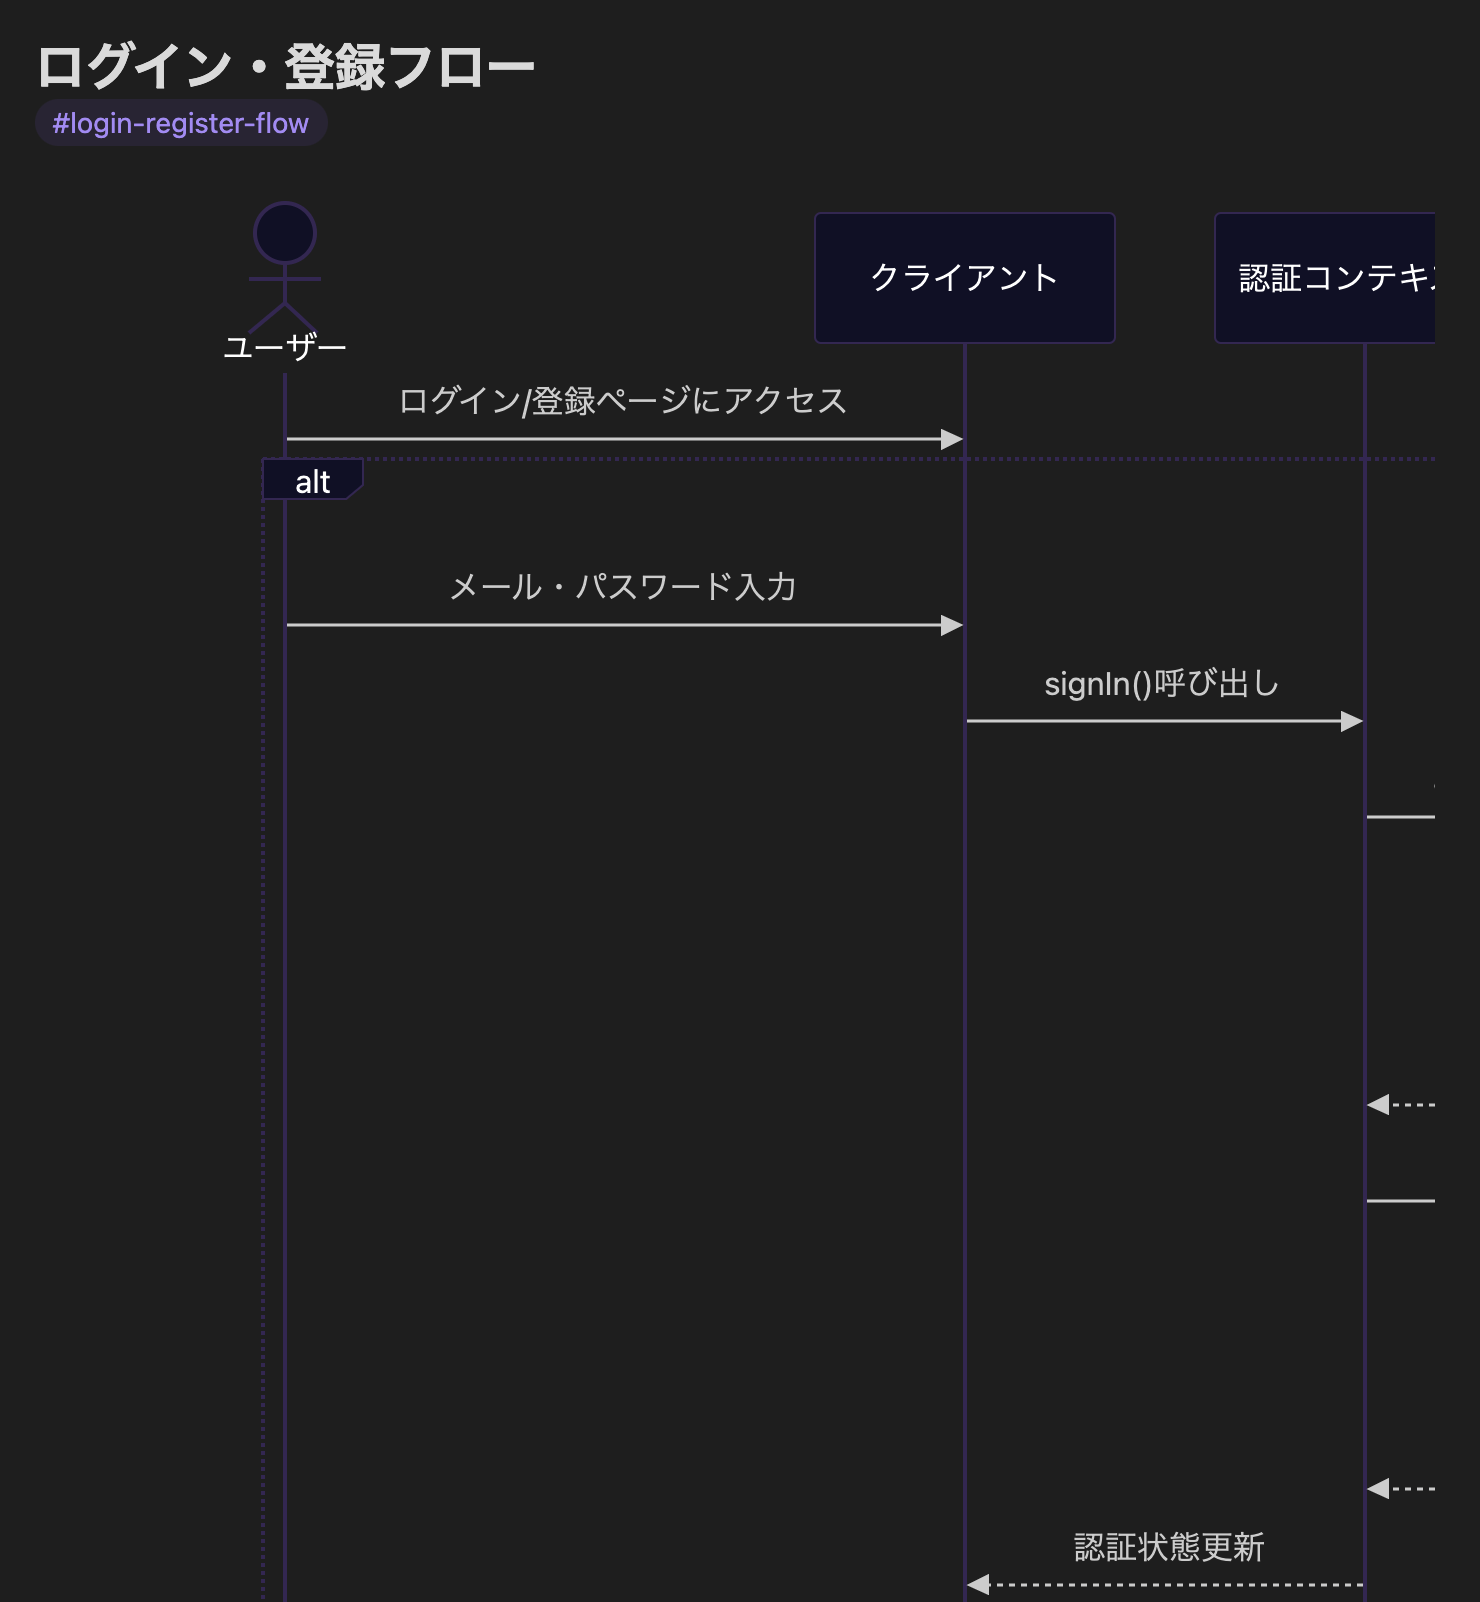 ログイン・登録フロー
#login-register-flow
ユーザー
クライアント
認証コンテキ
ログイン/登録ページにアクセス
alt
メール・パスワード入力
signIn()呼び出し
認証状態更新